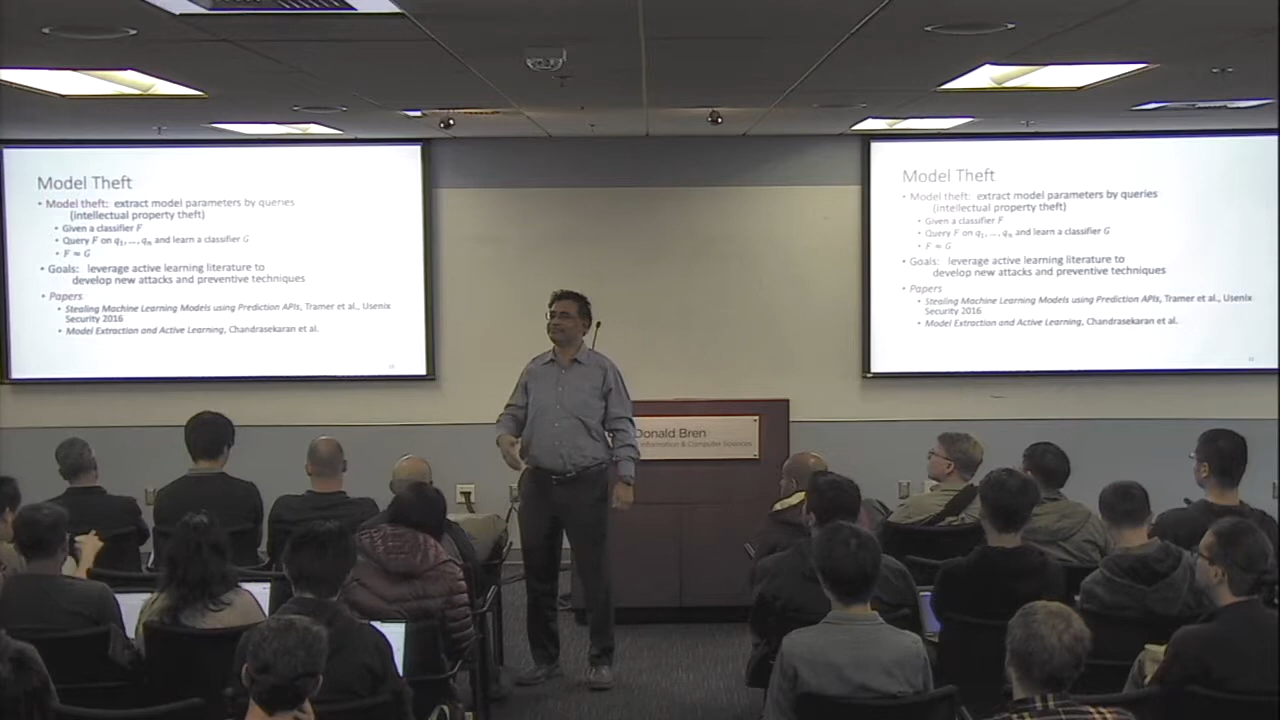 Model Theft
• Model theft: extract model parameters by queries
(intellectual property theft)
• Given a classifier F
• Query F on q₁, ..., qₙ and learn a classifier G
• F ≈ G
• Goals: leverage active learning literature to
develop new attacks and preventive techniques
• Papers
• Stealing Machine Learning Models using Prediction APIs, Tramer et al., Usenix
Security 2016
• Model Extraction and Active Learning, Chandrasekaran et al.
Model Theft
• Model theft: extract model parameters by queries
(intellectual property theft)
• Given a classifier F
• Query F on q₁, ..., qₙ and learn a classifier G
• F ≈ G
• Goals: leverage active learning literature to
develop new attacks and preventive techniques
• Papers
• Stealing Machine Learning Models using Prediction APIs, Tramer et al., Usenix
Security 2016
• Model Extraction and Active Learning, Chandrasekaran et al.
Donald Bren
Information & Computer Sciences